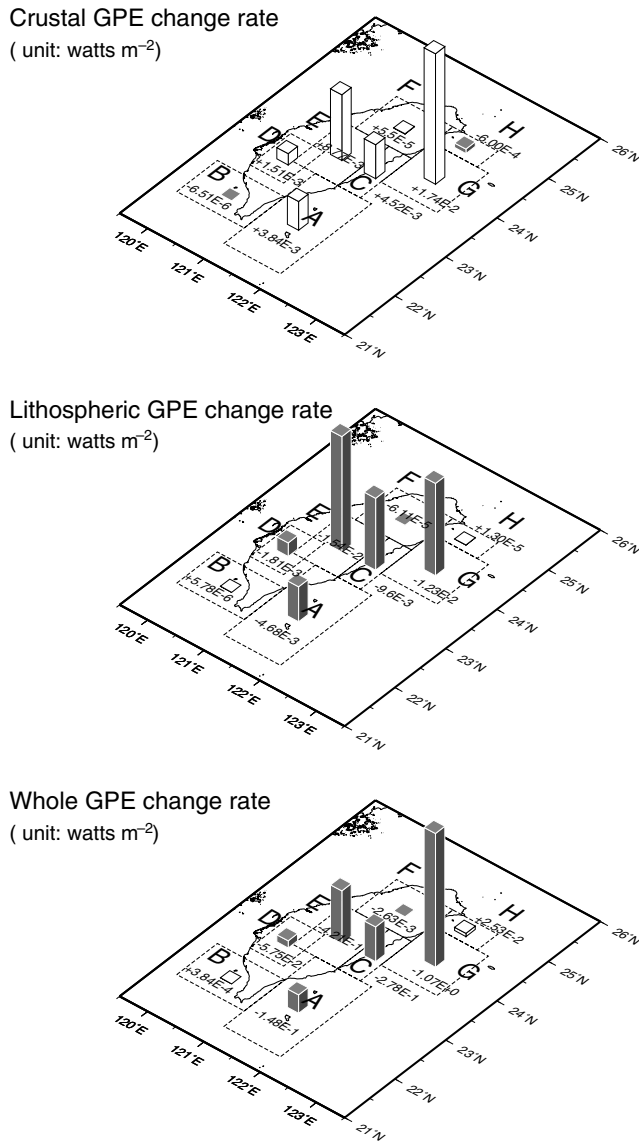 Crustal GPE change rate
( unit: watts m⁻²)
F
H
E
D
+5.5E-5
-6.00E-4
26˚N
B
+1.51E-3
C
G
25˚N
-6.51E-6
+4.52E-3
+1.74E-2
A
24˚N
+3.84E-3
120˚E
23˚N
121˚E
22˚N
122˚E
123˚E
21˚N
Lithospheric GPE change rate
( unit: watts m⁻²)
F
-6.11E-5
H
E
D
+1.30E-5
26˚N
B
-1.81E-3
C
G
25˚N
+5.78E-6
-9.6E-3
-1.23E-2
A
24˚N
-4.68E-3
120˚E
23˚N
121˚E
22˚N
122˚E
123˚E
21˚N
Whole GPE change rate
( unit: watts m⁻²)
F
-2.63E-3
H
E
D
+2.53E-2
26˚N
-4.21E-1
B
-5.75E-2
C
G
25˚N
+3.84E-4
-2.78E-1
-1.07E+0
A
24˚N
-1.48E-1
120˚E
23˚N
121˚E
22˚N
122˚E
123˚E
21˚N